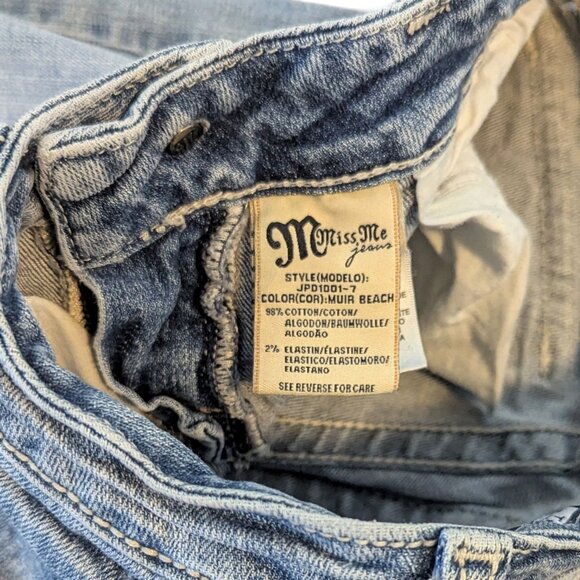 M Miss Me
jeans
STYLE(MODELO):
JPD1001-7
COLOR(COR):MUIR BEACH
98% COTTON/COTON/
ALGODON/BAUMWOLLE/
ALGODÃO
2% ELASTIN/ÉLASTINE/
ELASTICO/ELASTOMORO/
ELASTANO
SEE REVERSE FOR CARE